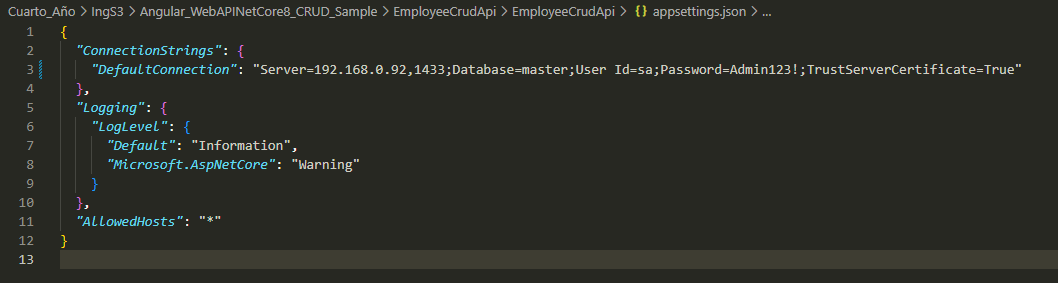 Cuarto_Año > IngS3 > Angular_WebAPINetCore8_CRUD_Sample > EmployeeCrudApi > EmployeeCrudApi > {} appsettings.json > ...
1 {
2 "ConnectionStrings": {
3 "DefaultConnection": "Server=192.168.0.92,1433;Database=master;User Id=sa;Password=Admin123!;TrustServerCertificate=True"
4 },
5 "Logging": {
6 "LogLevel": {
7 "Default": "Information",
8 "Microsoft.AspNetCore": "Warning"
9 }
10 },
11 "AllowedHosts": "*"
12 }
13